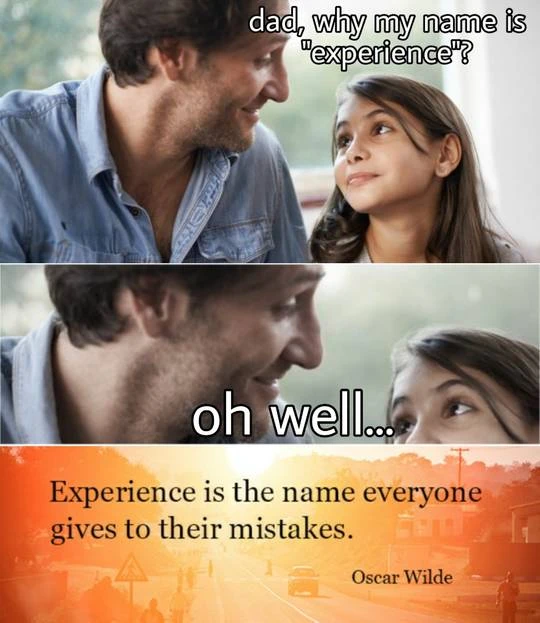 dad, why my name is
"experience"?
oh well...
Experience is the name everyone
gives to their mistakes.
Oscar Wilde